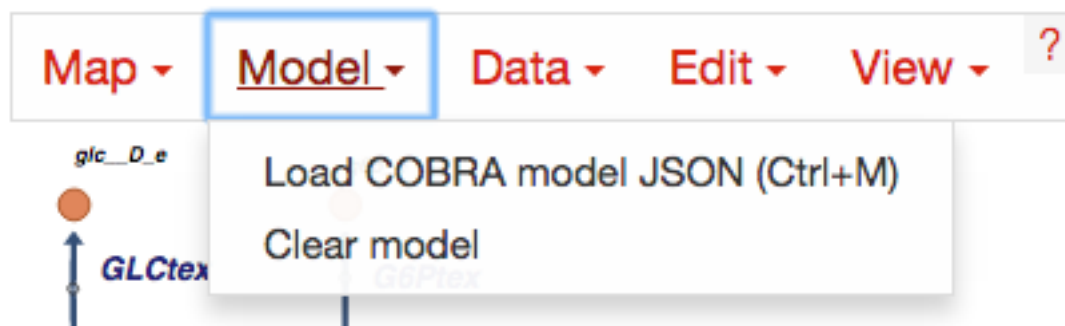 Map Model Data Edit View ?
glc__D_e
Load COBRA model JSON (Ctrl+M)
Clear model
GLCtex G6Ptex